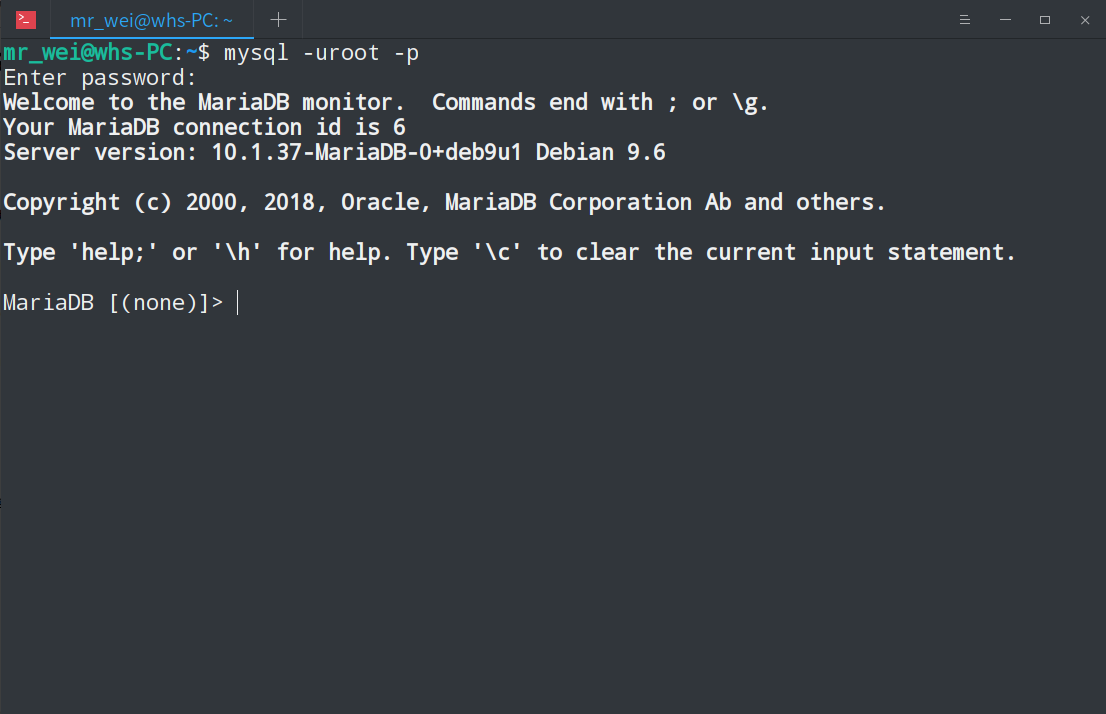 mr_wei@whs-PC: ~
mr_wei@whs-PC:~$ mysql -uroot -p
Enter password:
Welcome to the MariaDB monitor.  Commands end with ; or \g.
Your MariaDB connection id is 6
Server version: 10.1.37-MariaDB-0+deb9u1 Debian 9.6
Copyright (c) 2000, 2018, Oracle, MariaDB Corporation Ab and others.
Type 'help;' or '\h' for help. Type '\c' to clear the current input statement.
MariaDB [(none)]>